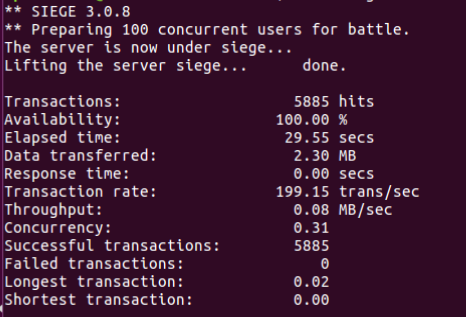 ** SIEGE 3.0.8
** Preparing 100 concurrent users for battle.
The server is now under siege...
Lifting the server siege... done.
Transactions: 5885 hits
Availability: 100.00 %
Elapsed time: 29.55 secs
Data transferred: 2.30 MB
Response time: 0.00 secs
Transaction rate: 199.15 trans/sec
Throughput: 0.08 MB/sec
Concurrency: 0.31
Successful transactions: 5885
Failed transactions: 0
Longest transaction: 0.02
Shortest transaction: 0.00